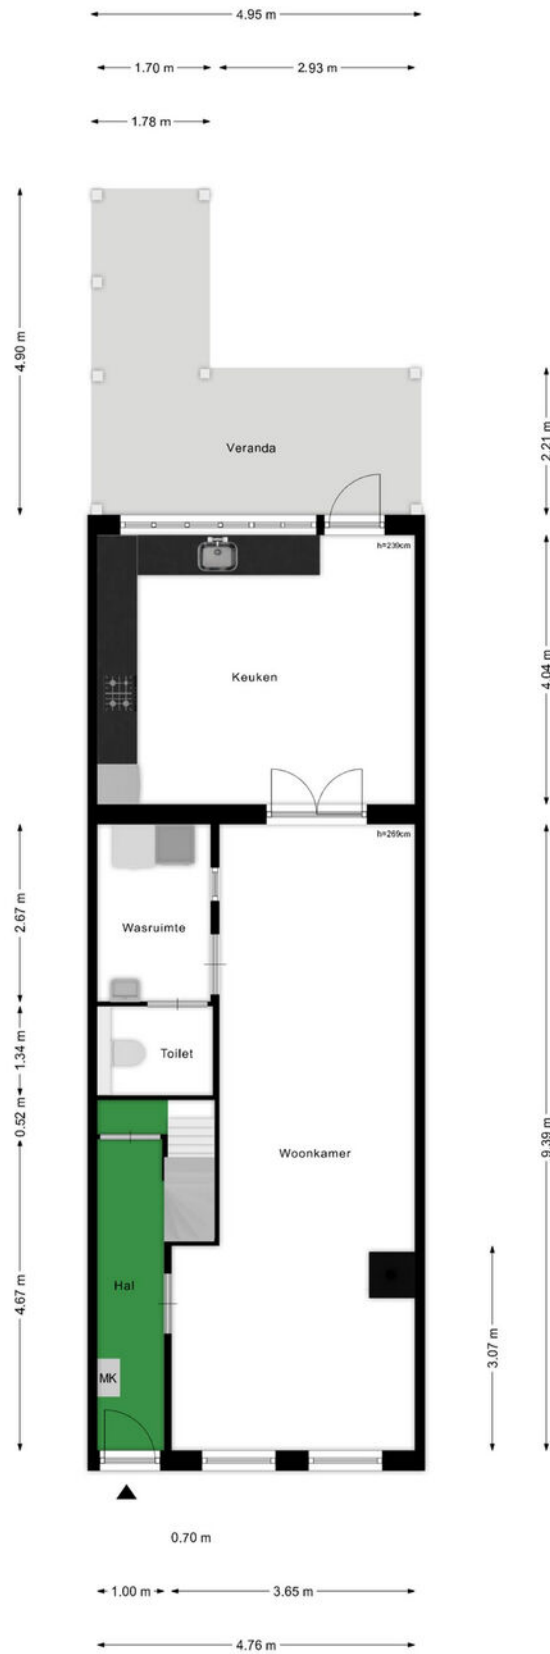 4.95 m
1.70 m 2.93 m
1.78 m
4.90 m
2.21 m
Veranda
h=239cm
4.04 m
Keuken
h=269cm
2.67 m
Wasruimte
1.34 m
Toilet
0.52 m
9.39 m
Woonkamer
4.67 m
Hal
3.07 m
MK
0.70 m
1.00 m 3.65 m
4.76 m